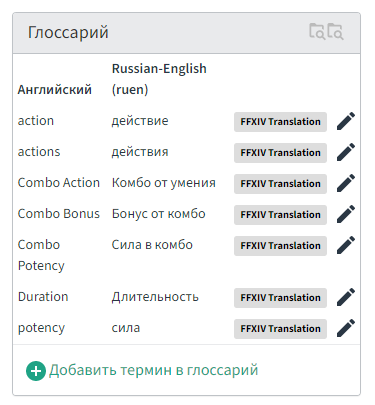 Глоссарий
Английский Russian-English (ruen)
action действие FFXIV Translation
actions действия FFXIV Translation
Combo Action Комбо от умения FFXIV Translation
Combo Bonus Бонус от комбо FFXIV Translation
Combo Potency Сила в комбо FFXIV Translation
Duration Длительность FFXIV Translation
potency сила FFXIV Translation
Добавить термин в глоссарий